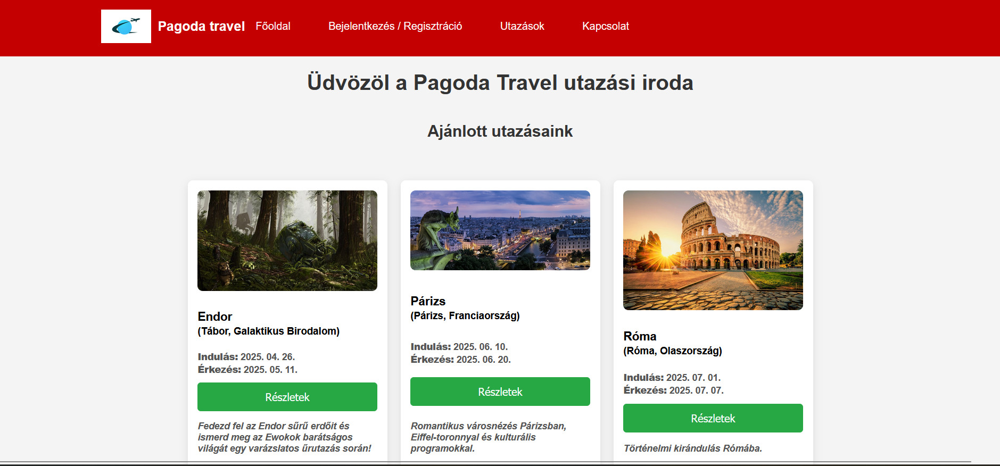 Pagoda travel
Főoldal
Bejelentkezés / Regisztráció
Utazások
Kapcsolat
Üdvözöl a Pagoda Travel utazási iroda
Ajánlott utazásaink
Endor
(Tábor, Galaktikus Birodalom)
Indulás: 2025. 04. 26.
Érkezés: 2025. 05. 11.
Részletek
Fedezd fel az Endor sűrű erdőit és
ismerd meg az Ewokok barátságos
világát egy varázslatos űrutazás során!
Párizs
(Párizs, Franciaország)
Indulás: 2025. 06. 10.
Érkezés: 2025. 06. 20.
Részletek
Romantikus városnézés Párizsban,
Eiffel-toronnyal és kulturális
programokkal.
Róma
(Róma, Olaszország)
Indulás: 2025. 07. 01.
Érkezés: 2025. 07. 07.
Részletek
Történelmi kirándulás Rómába.